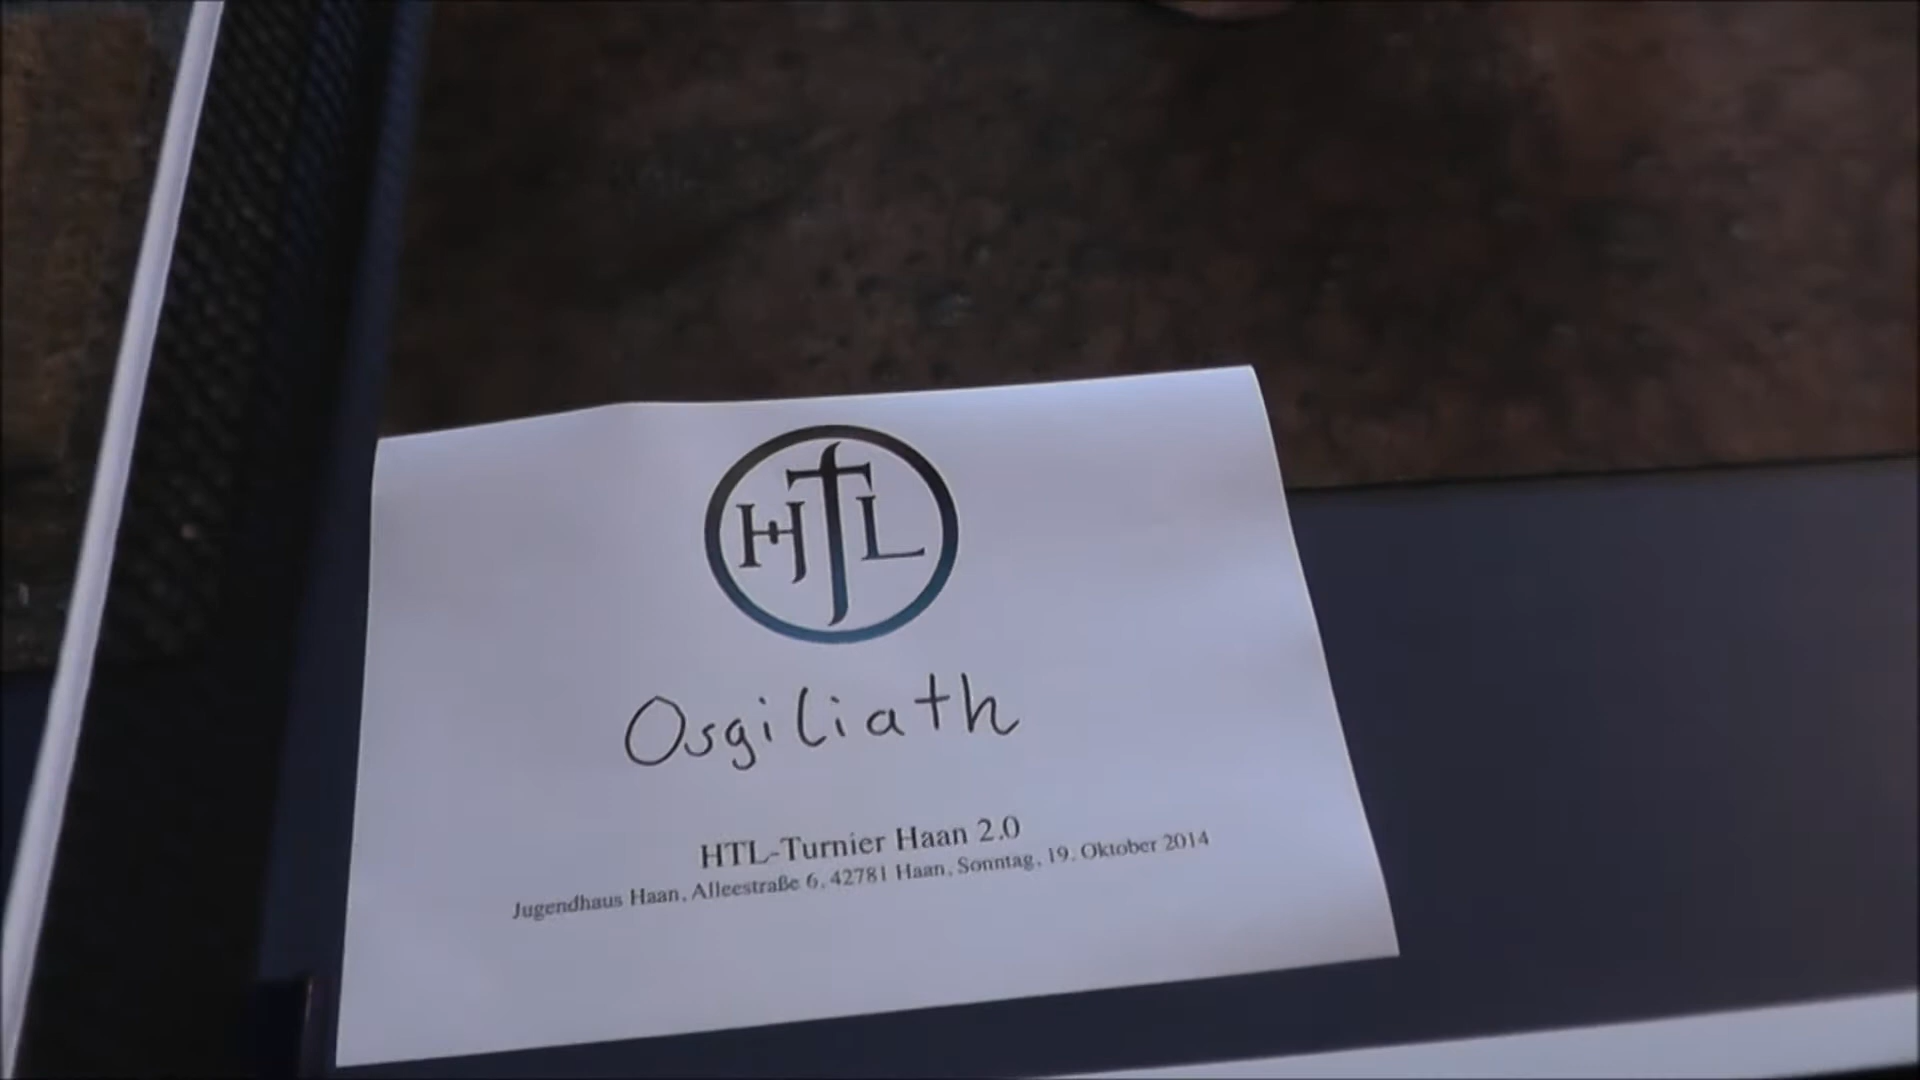 HTL
Osgiliath
HTL-Turnier Haan 2.0
Jugendhaus Haan, Alleestraße 6, 42781 Haan, Sonntag, 19. Oktober 2014